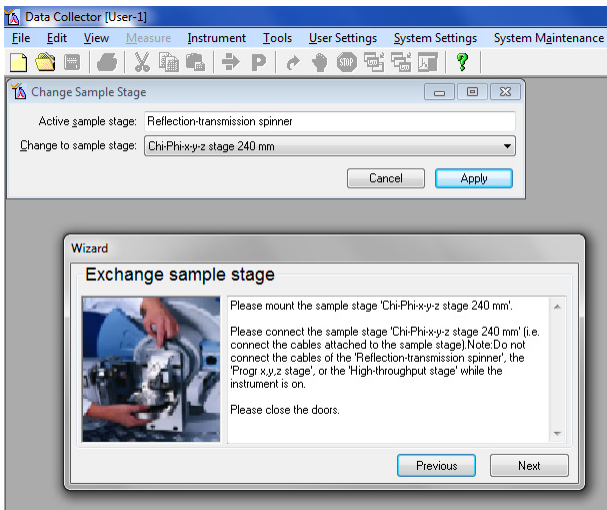 Data Collector [User-1]
File Edit View Measure Instrument Tools User Settings System Settings System Maintenance
P STOP ?
Change Sample Stage
Active sample stage: Reflection-transmission spinner
Change to sample stage: Chi-Phi-x-y-z stage 240 mm
Cancel Apply
Wizard
Exchange sample stage
Please mount the sample stage 'Chi-Phi-x-y-z stage 240 mm'.
Please connect the sample stage 'Chi-Phi-x-y-z stage 240 mm' (i.e.
connect the cables attached to the sample stage).Note:Do not
connect the cables of the 'Reflection-transmission spinner', the
'Progr x,y,z stage', or the 'High-throughput stage' while the
instrument is on.
Please close the doors.
Previous Next